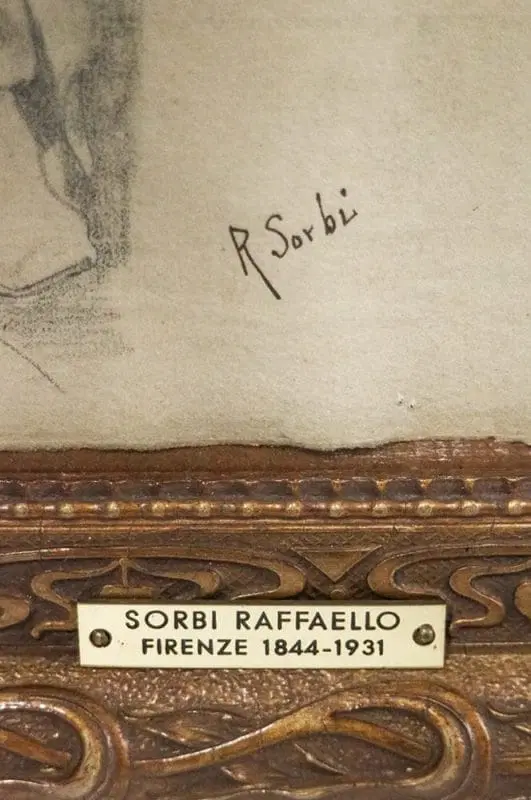 R Sorbi
SORBI RAFFAELLO
FIRENZE 1844-1931